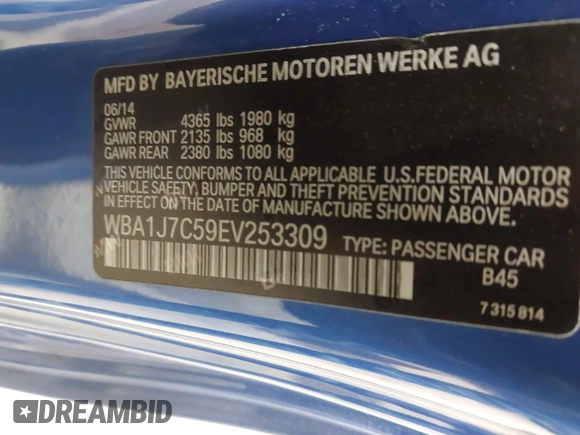 MFD BY BAYERISCHE MOTOREN WERKE AG
06/14
GVWR 4365 lbs 1980 kg
GAWR FRONT 2135 lbs 968 kg
GAWR REAR 2380 lbs 1080 kg
THIS VEHICLE CONFORMS TO ALL APPLICABLE U.S.FEDERAL MOTOR
VEHICLE SAFETY, BUMPER AND THEFT PREVENTION STANDARDS
IN EFFECT ON THE DATE OF MANUFACTURE SHOWN ABOVE.
WBA1J7C59EV253309 TYPE: PASSENGER CAR
B45
7 315 814
DREAMBID